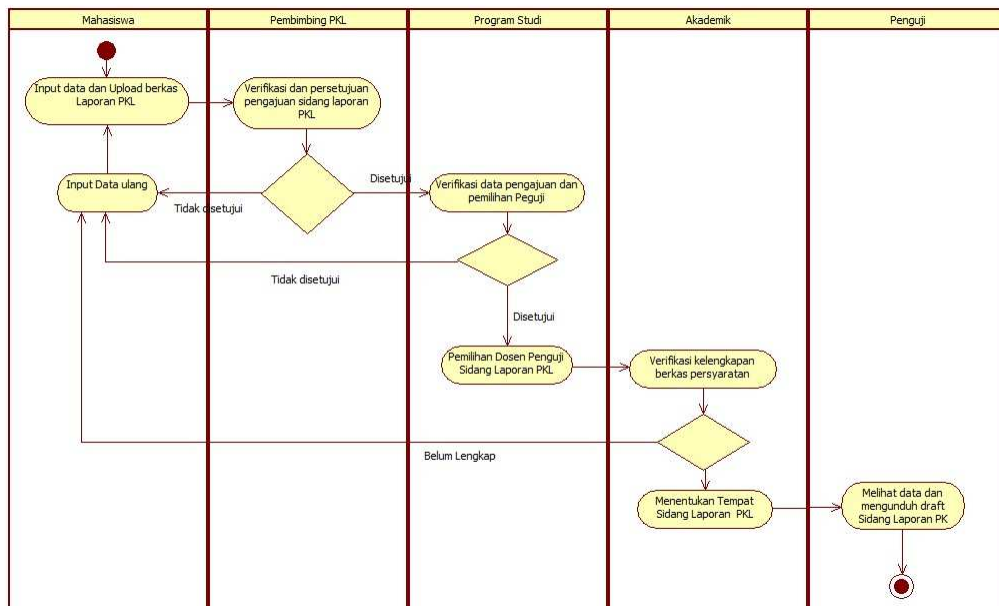 Mahasiswa
Pembimbing PKL
Program Studi
Akademik
Penguji
Input data dan Upload berkas
Laporan PKL
Verifikasi dan persetujuan
pengajuan sidang laporan
PKL
Input Data ulang
Disetujui
Tidak disetujui
Verifikasi data pengajuan dan
pemilihan Peguji
Tidak disetujui
Disetujui
Pemilihan Dosen Penguji
Sidang Laporan PKL
Verifikasi kelengkapan
berkas persyaratan
Belum Lengkap
Menentukan Tempat
Sidang Laporan PKL
Melihat data dan
mengunduh draft
Sidang Laporan PK